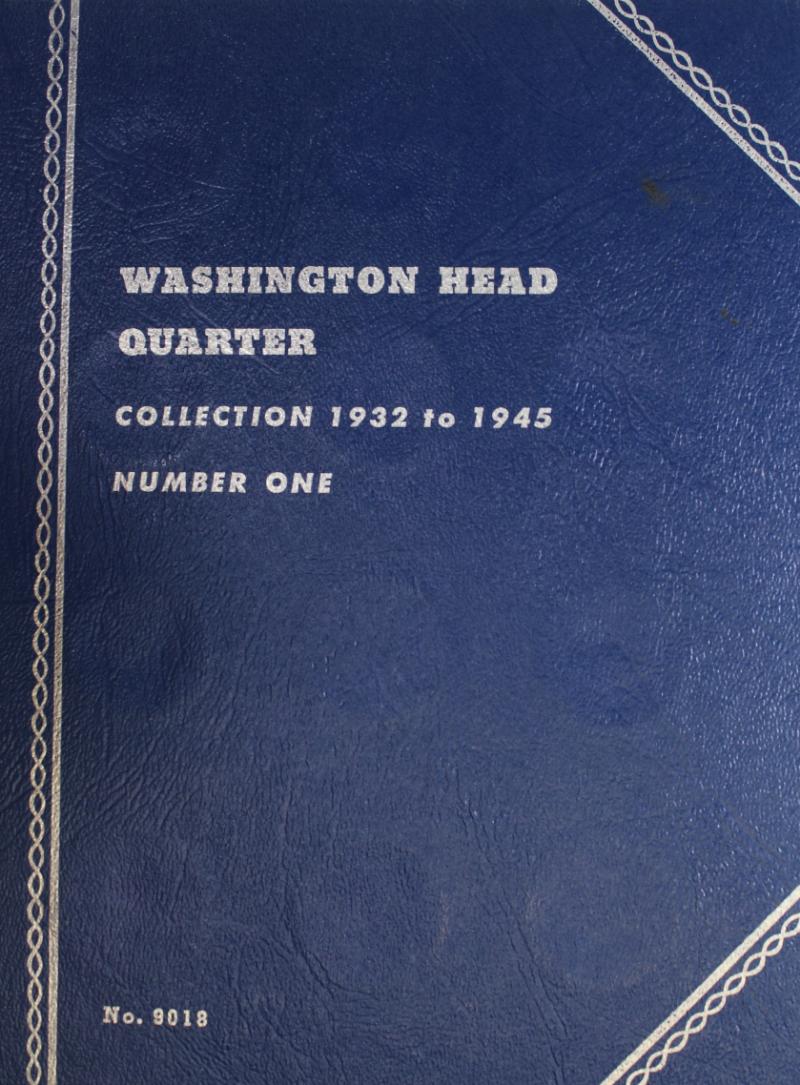 WASHINGTON HEAD
QUARTER
COLLECTION 1932 to 1945
NUMBER ONE
No. 9018